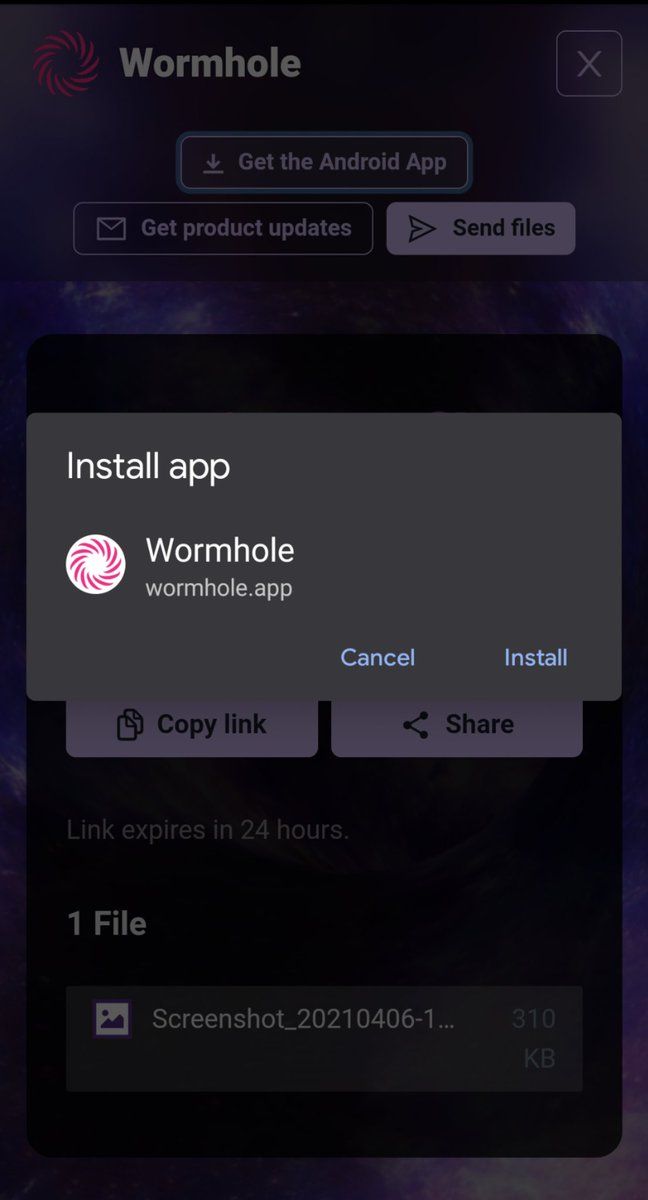 Wormhole
X
Get the Android App
Get product updates
Send files
Install app
Wormhole
wormhole.app
Cancel
Install
Copy link
Share
Link expires in 24 hours.
1 File
Screenshot_20210406-1...
310
KB